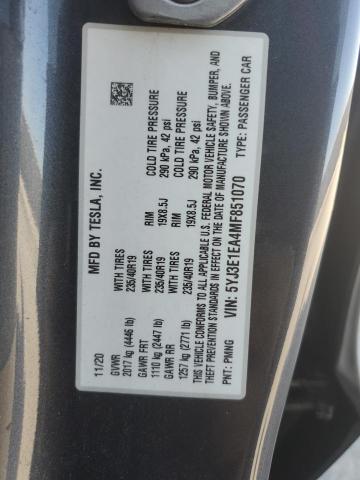 MFD BY TESLA, INC.
11/20
GVWR WITH TIRES RIM COLD TIRE PRESSURE
2017 kg (4446 lb) 235/40R19 19X8.5J 290 kPa, 42 psi
GAWR FRT WITH TIRES RIM COLD TIRE PRESSURE
1110 kg (2447 lb) 235/40R19 19X8.5J 290 kPa, 42 psi
GAWR RR
1257 kg (2771 lb)
THIS VEHICLE CONFORMS TO ALL APPLICABLE U.S. FEDERAL MOTOR VEHICLE SAFETY, BUMPER, AND
THEFT PREVENTION STANDARDS IN EFFECT ON THE DATE OF MANUFACTURE SHOWN ABOVE.
PNT: PMNG VIN: 5YJ3E1EA4MF851070 TYPE: PASSENGER CAR